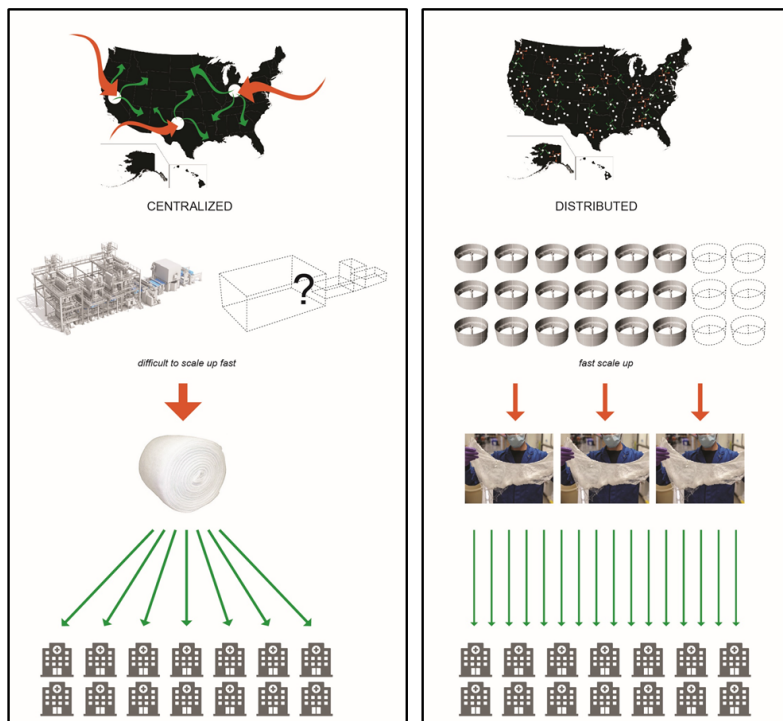 CENTRALIZED
DISTRIBUTED
?
difficult to scale up fast
fast scale up